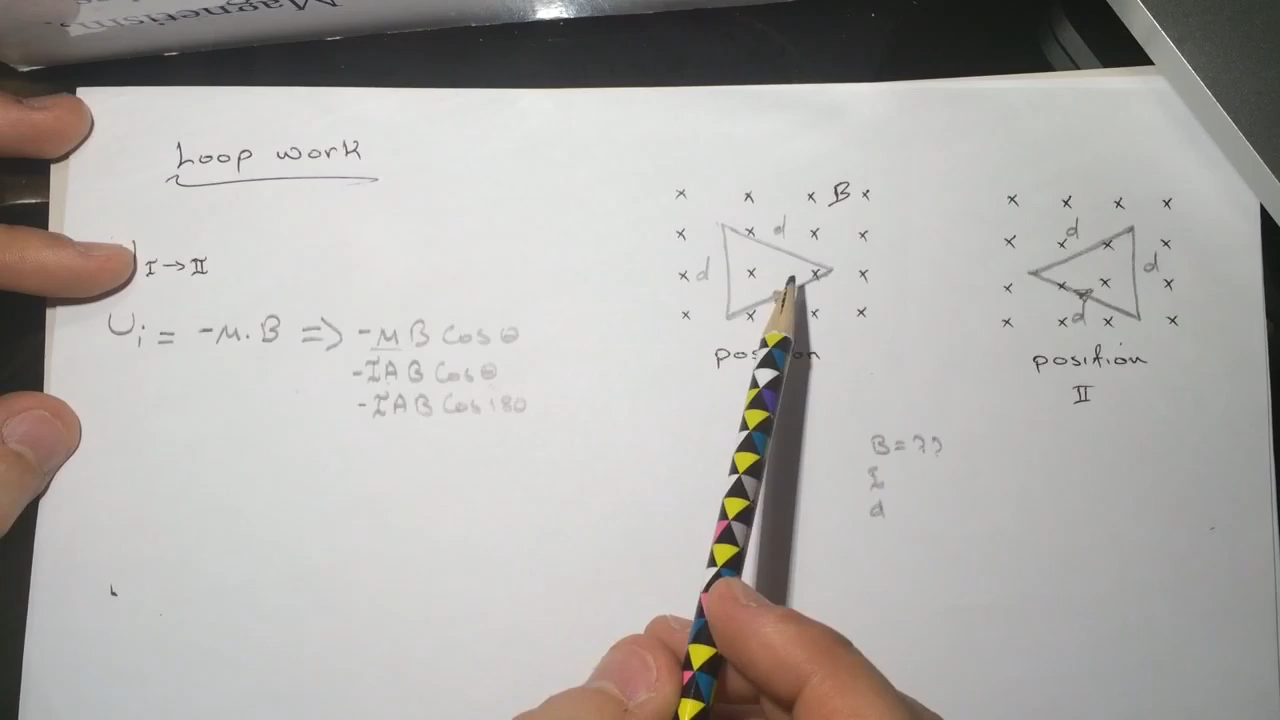 Magnetism.
Loop work
I → II
Ui = -M.B => -MB Cos θ
-IAB Cos θ
-IAB Cos 180
x x x B x
x x d x x
x d x x x
x x x x
x x x x
x d x x
x x x d x
x x d x x
position
II
B = ??
I
d